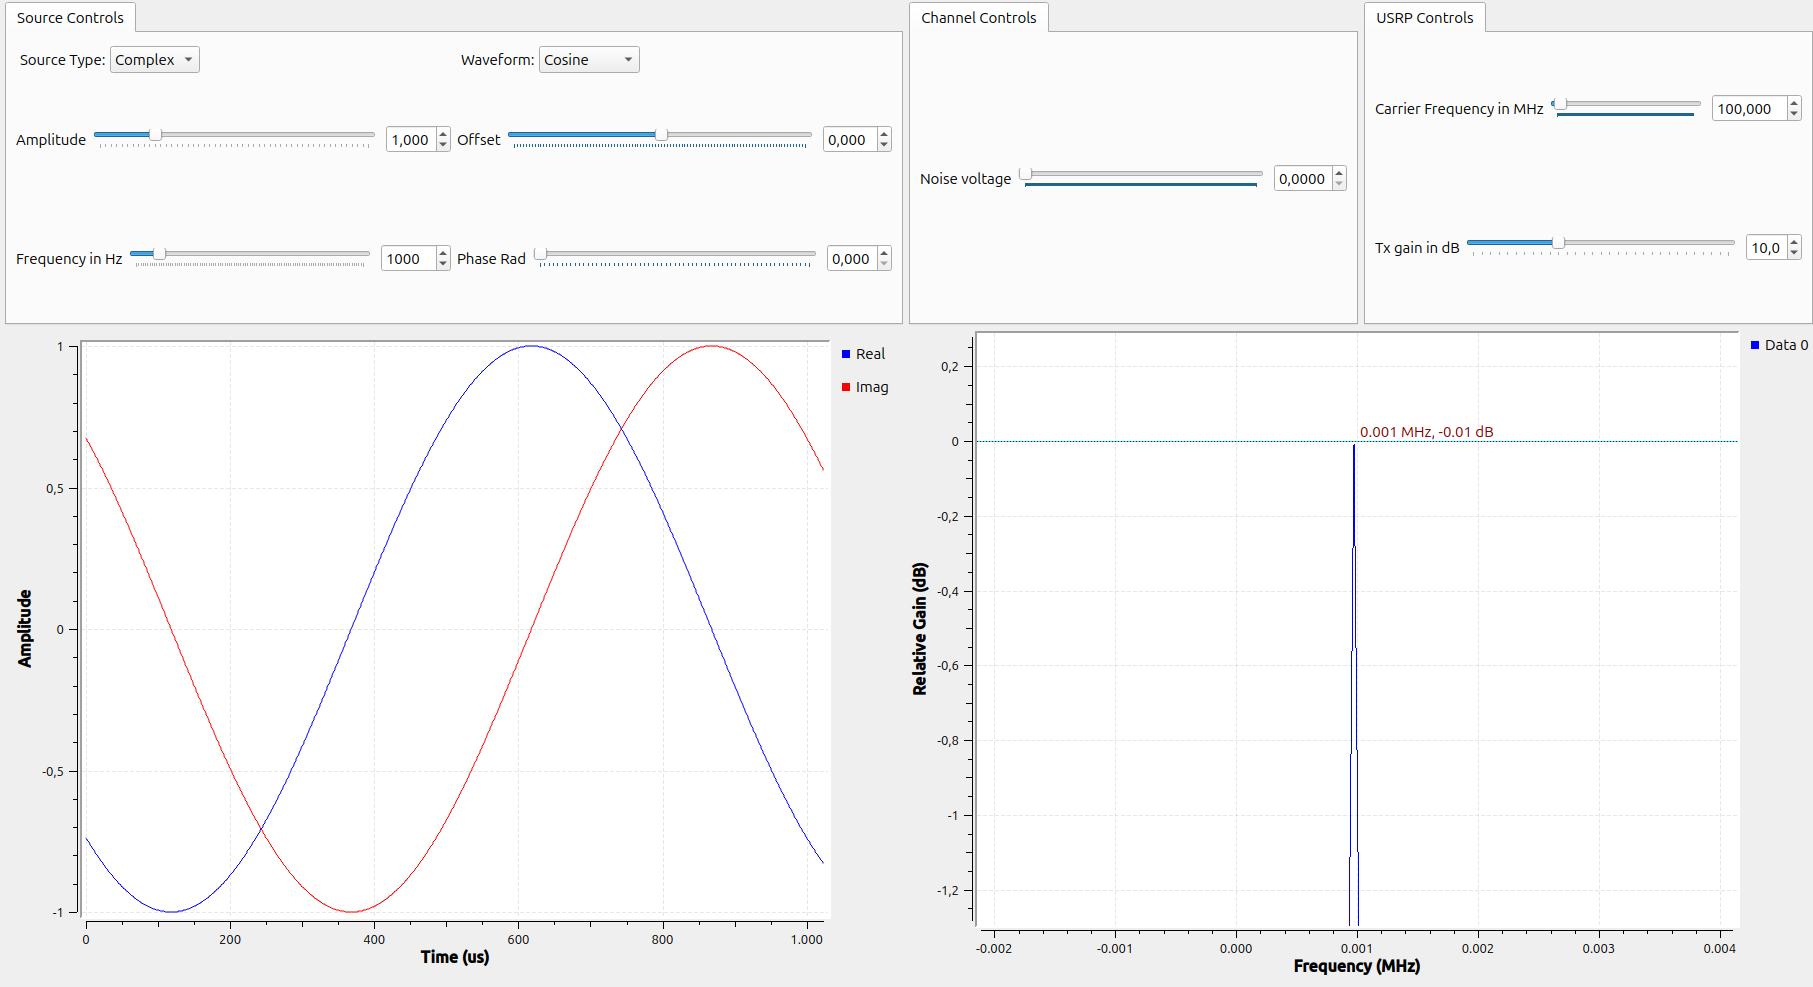 Source Controls
Source Type: Complex
Waveform: Cosine
Amplitude 1,000
Offset 0,000
Frequency in Hz 1000
Phase Rad 0,000
Channel Controls
Noise voltage 0,0000
USRP Controls
Carrier Frequency in MHz 100,000
Tx gain in dB 10,0
1
0,5
0
-0,5
-1
Amplitude
0 200 400 600 800 1.000
Time (us)
Real
Imag
0,2
0
-0,2
-0,4
-0,6
-0,8
-1
-1,2
Relative Gain (dB)
0.001 MHz, -0.01 dB
-0.002 -0.001 0.000 0.001 0.002 0.003 0.004
Frequency (MHz)
Data 0